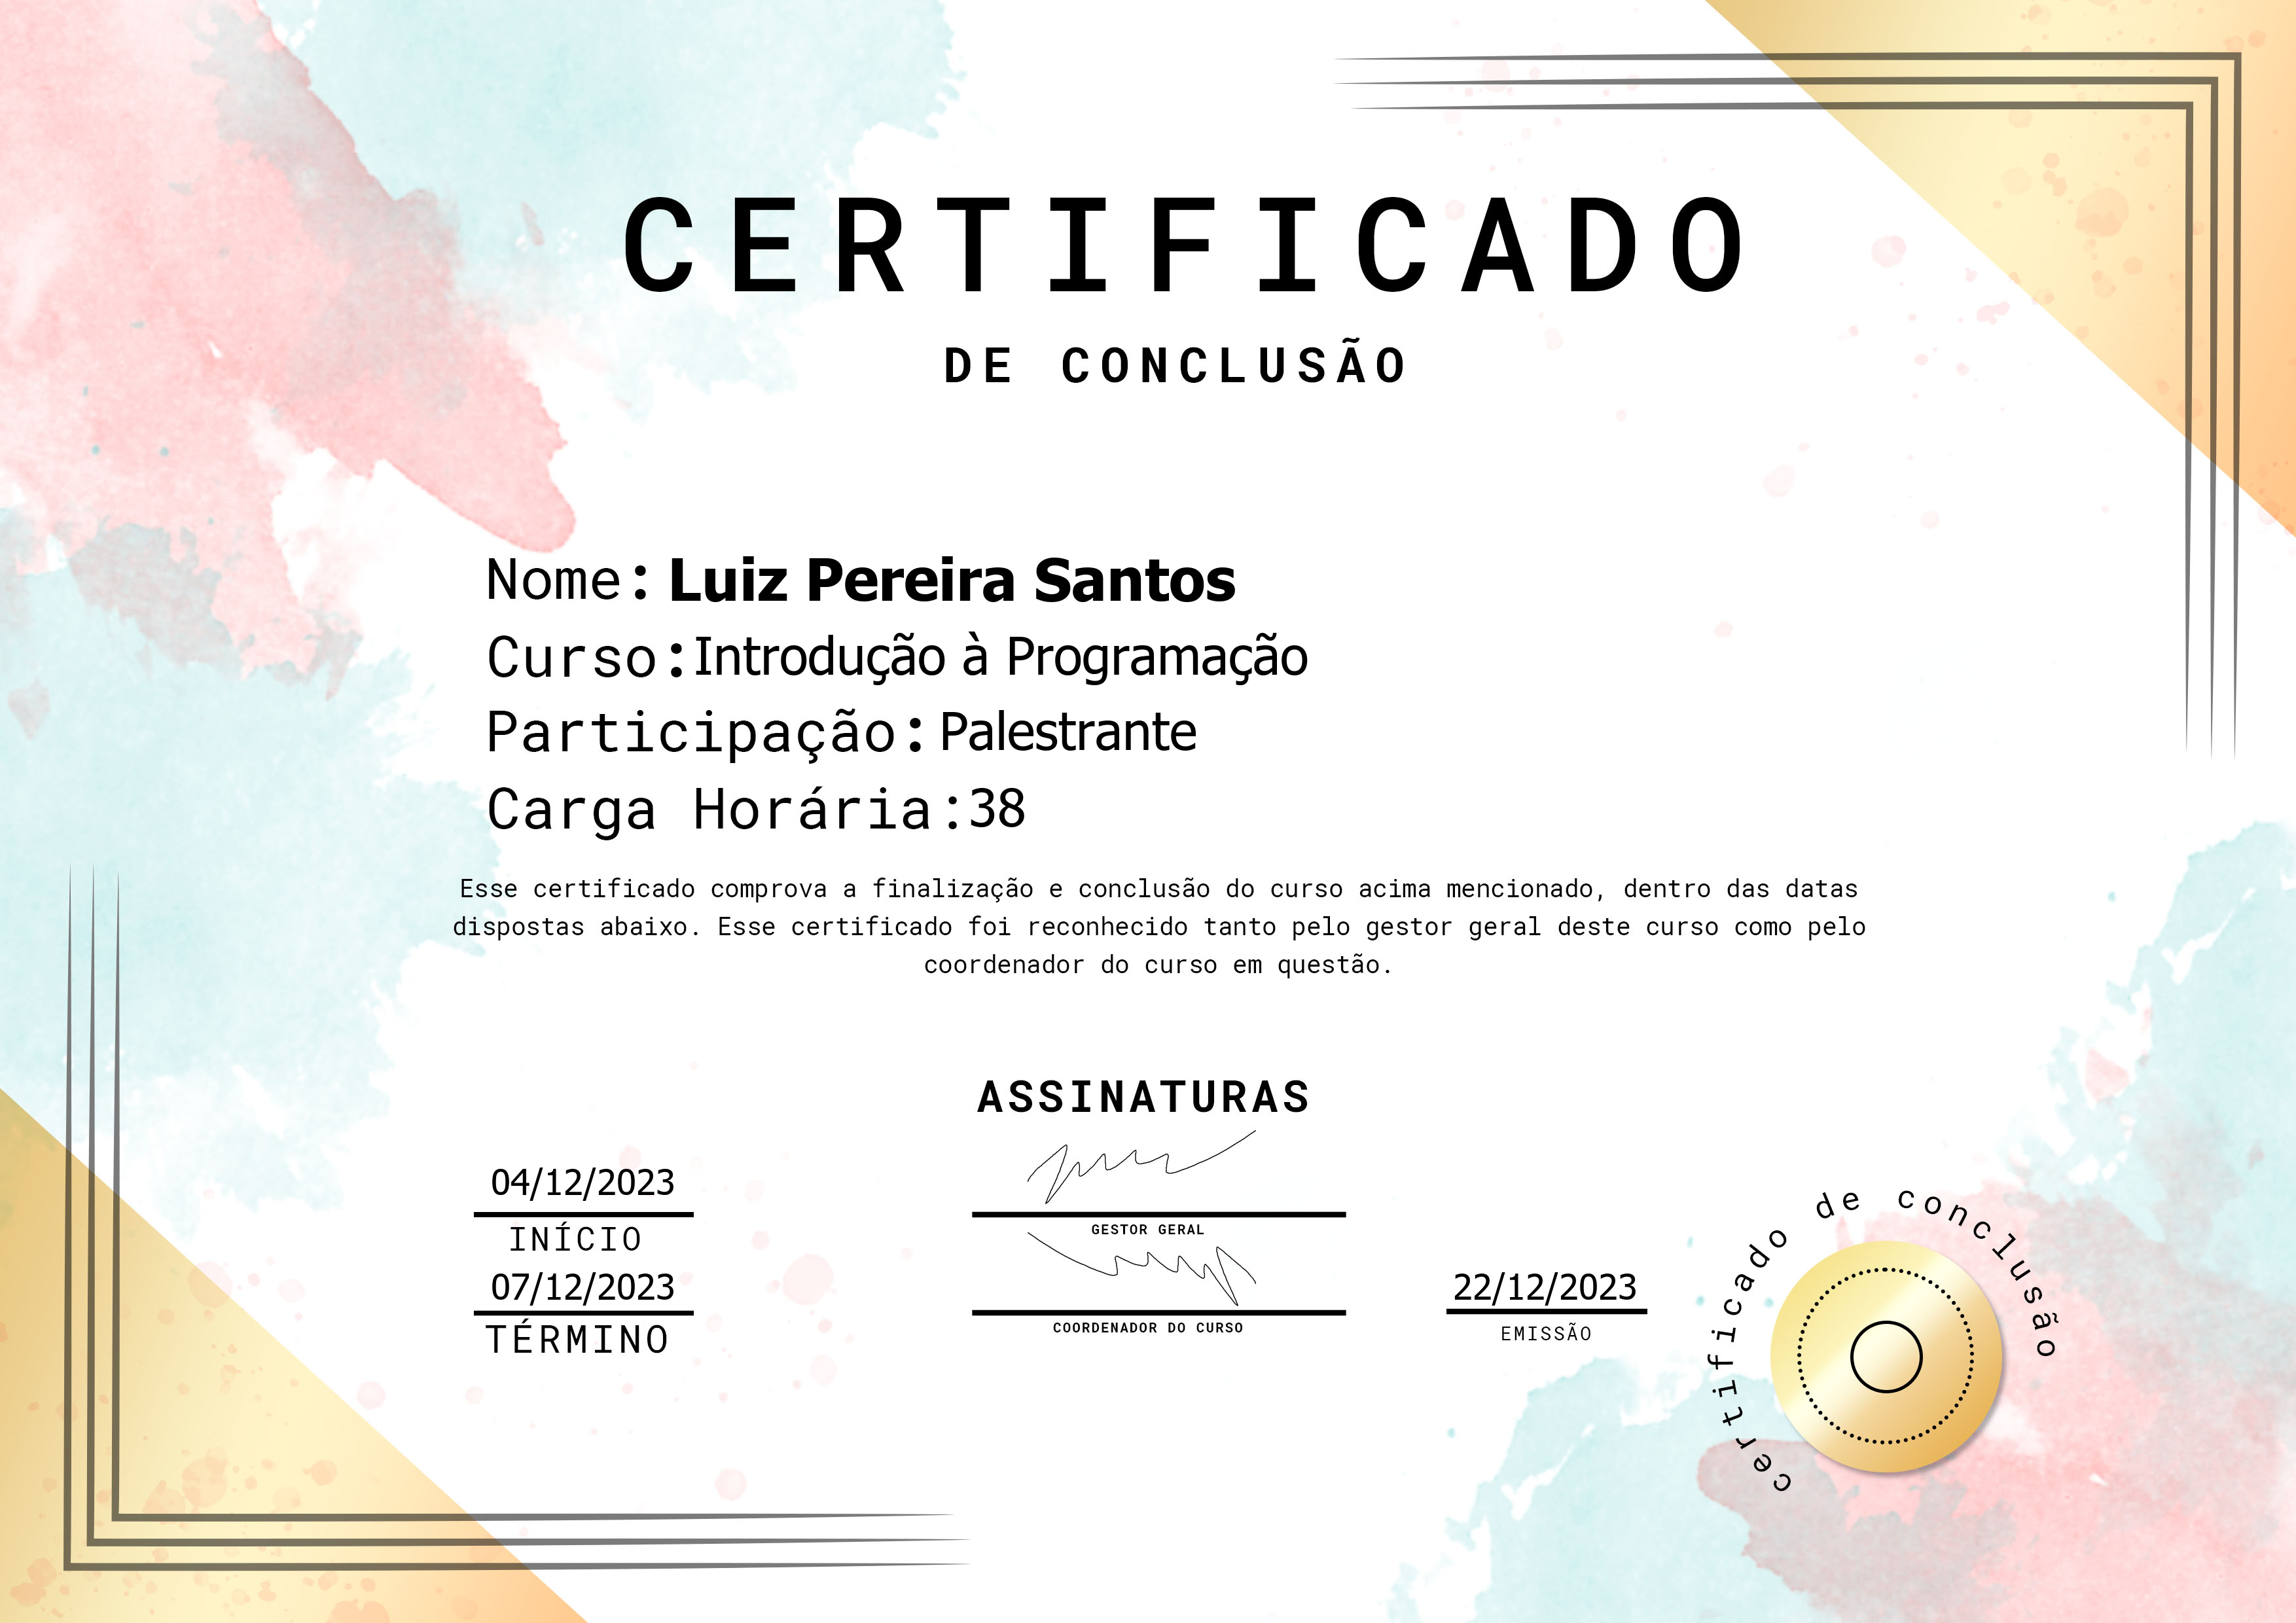 CERTIFICADO
DE CONCLUSÃO
Nome: Luiz Pereira Santos
Curso:Introdução à Programação
Participação: Palestrante
Carga Horária:38
Esse certificado comprova a finalização e conclusão do curso acima mencionado, dentro das datas
dispostas abaixo. Esse certificado foi reconhecido tanto pelo gestor geral deste curso como pelo
coordenador do curso em questão.
ASSINATURAS
04/12/2023
INÍCIO
07/12/2023
TÉRMINO
GESTOR GERAL
COORDENADOR DO CURSO
22/12/2023
EMISSÃO
certificado de conclusão